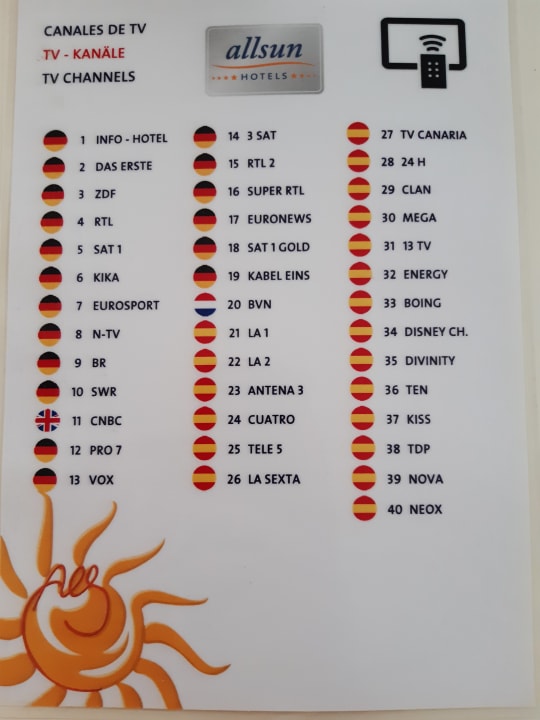 CANALES DE TV
TV - KANÄLE
TV CHANNELS
allsun
HOTELS
1 INFO - HOTEL
2 DAS ERSTE
3 ZDF
4 RTL
5 SAT 1
6 KIKA
7 EUROSPORT
8 N-TV
9 BR
10 SWR
11 CNBC
12 PRO 7
13 VOX
14 3 SAT
15 RTL 2
16 SUPER RTL
17 EURONEWS
18 SAT 1 GOLD
19 KABEL EINS
20 BVN
21 LA 1
22 LA 2
23 ANTENA 3
24 CUATRO
25 TELE 5
26 LA SEXTA
27 TV CANARIA
28 24 H
29 CLAN
30 MEGA
31 13 TV
32 ENERGY
33 BOING
34 DISNEY CH.
35 DIVINITY
36 TEN
37 KISS
38 TDP
39 NOVA
40 NEOX